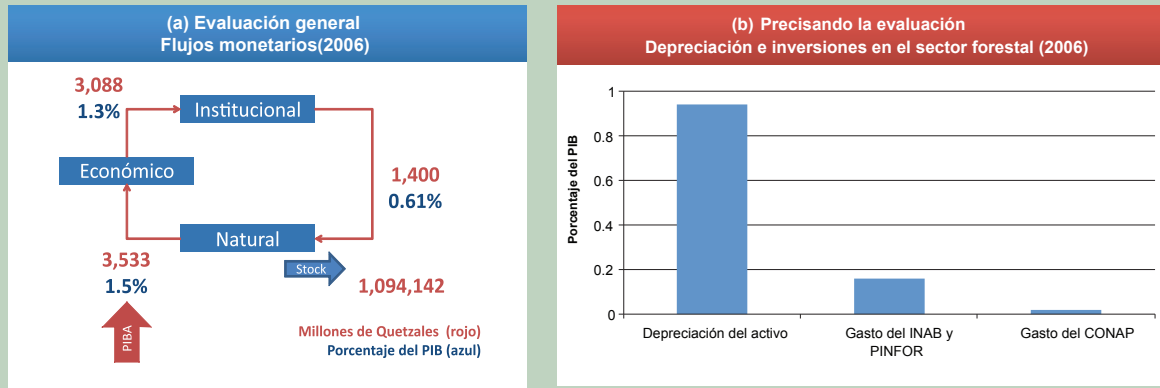 (a) Evaluación general
Flujos monetarios(2006)
3,088
1.3%
Institucional
Económico
1,400
0.61%
Natural
3,533
1.5%
Stock
1,094,142
PIBA
Millones de Quetzales (rojo)
Porcentaje del PIB (azul)
(b) Precisando la evaluación
Depreciación e inversiones en el sector forestal (2006)
Porcentaje del PIB
1
0.8
0.6
0.4
0.2
0
Depreciación del activo
Gasto del INAB y
PINFOR
Gasto del CONAP